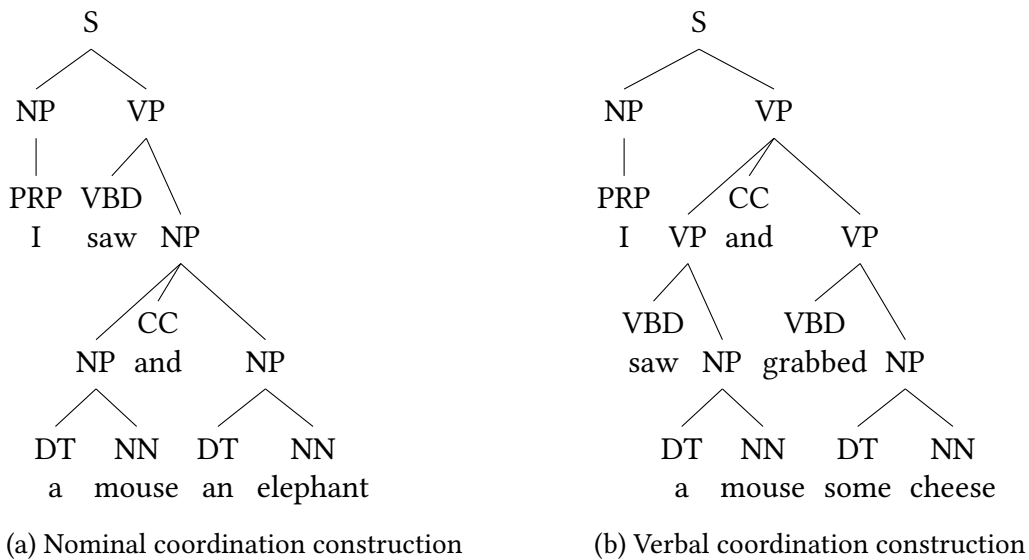 S
NP VP
PRP VBD
I saw NP
CC
NP and NP
DT NN DT NN
a mouse an elephant
(a) Nominal coordination construction
S
NP VP
PRP CC
I VP and VP
VBD VBD
saw NP grabbed NP
DT NN DT NN
a mouse some cheese
(b) Verbal coordination construction